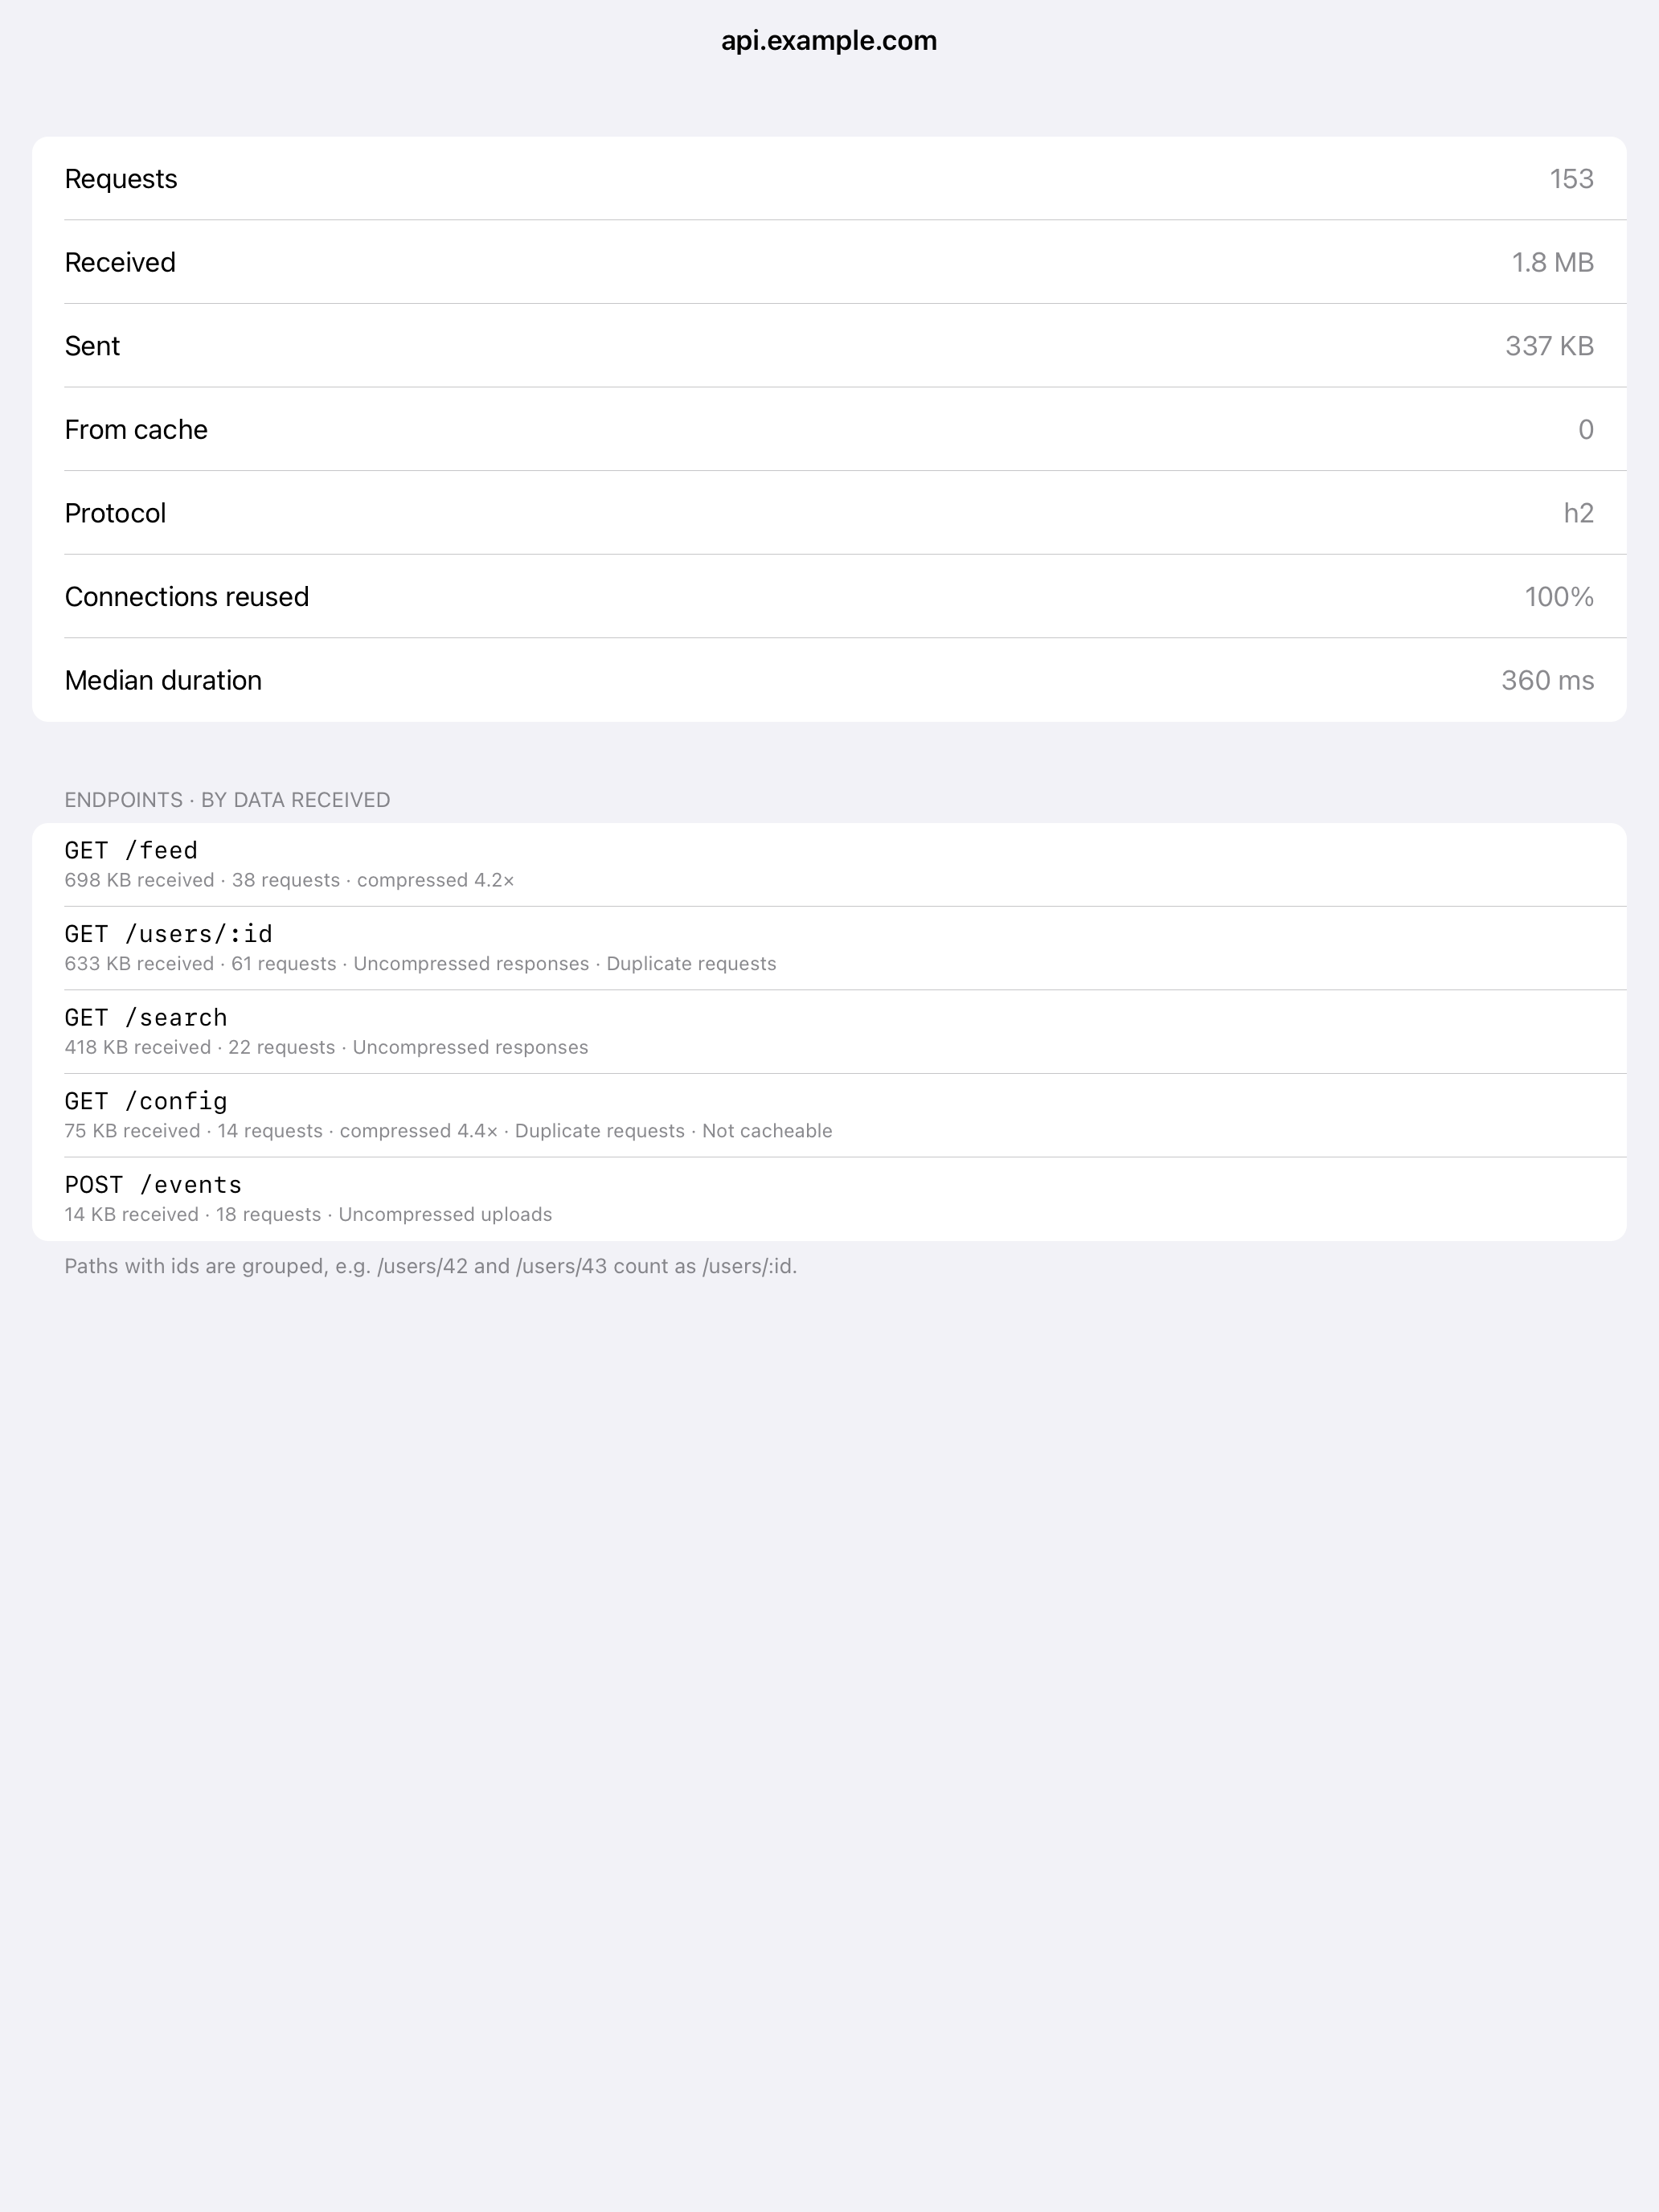 api.example.com
Requests 153
Received 1.8 MB
Sent 337 KB
From cache 0
Protocol h2
Connections reused 100%
Median duration 360 ms
ENDPOINTS · BY DATA RECEIVED
GET /feed
698 KB received · 38 requests · compressed 4.2×
GET /users/:id
633 KB received · 61 requests · Uncompressed responses · Duplicate requests
GET /search
418 KB received · 22 requests · Uncompressed responses
GET /config
75 KB received · 14 requests · compressed 4.4× · Duplicate requests · Not cacheable
POST /events
14 KB received · 18 requests · Uncompressed uploads
Paths with ids are grouped, e.g. /users/42 and /users/43 count as /users/:id.